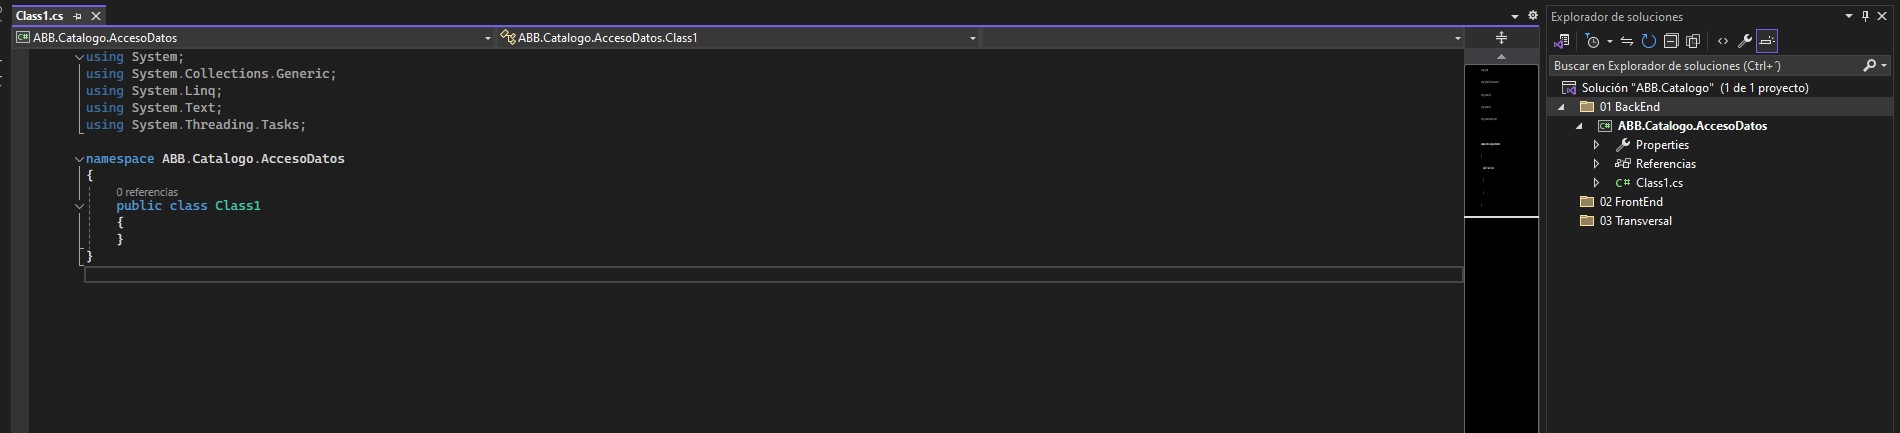 Class1.cs
ABB.Catalogo.AccesoDatos
ABB.Catalogo.AccesoDatos.Class1
using System;
using System.Collections.Generic;
using System.Linq;
using System.Text;
using System.Threading.Tasks;
namespace ABB.Catalogo.AccesoDatos
{
0 referencias
public class Class1
{
}
}
Explorador de soluciones
Buscar en Explorador de soluciones (Ctrl+´)
Solución "ABB.Catalogo" (1 de 1 proyecto)
01 BackEnd
C# ABB.Catalogo.AccesoDatos
Properties
Referencias
C# Class1.cs
02 FrontEnd
03 Transversal